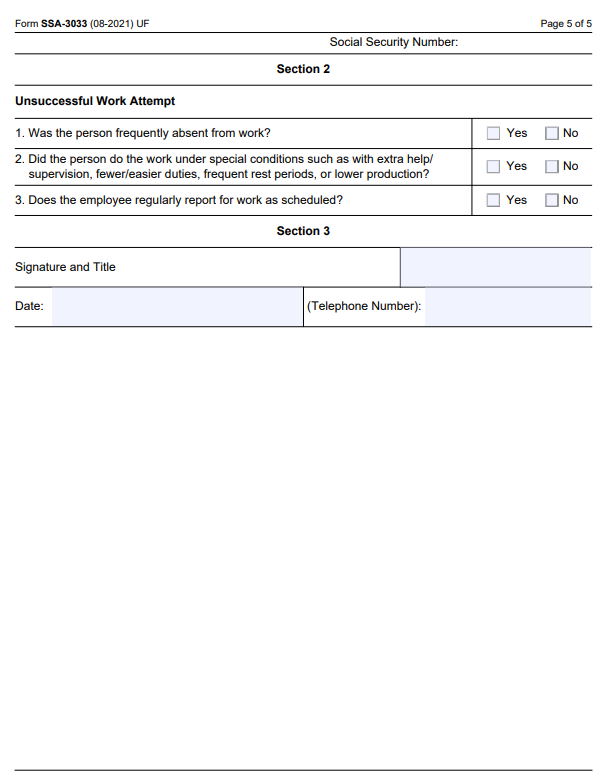 Form SSA-3033 (08-2021) UF Page 5 of 5
Social Security Number:
Section 2
Unsuccessful Work Attempt
1. Was the person frequently absent from work? Yes No
2. Did the person do the work under special conditions such as with extra help/
supervision, fewer/easier duties, frequent rest periods, or lower production? Yes No
3. Does the employee regularly report for work as scheduled? Yes No
Section 3
Signature and Title
Date: (Telephone Number):